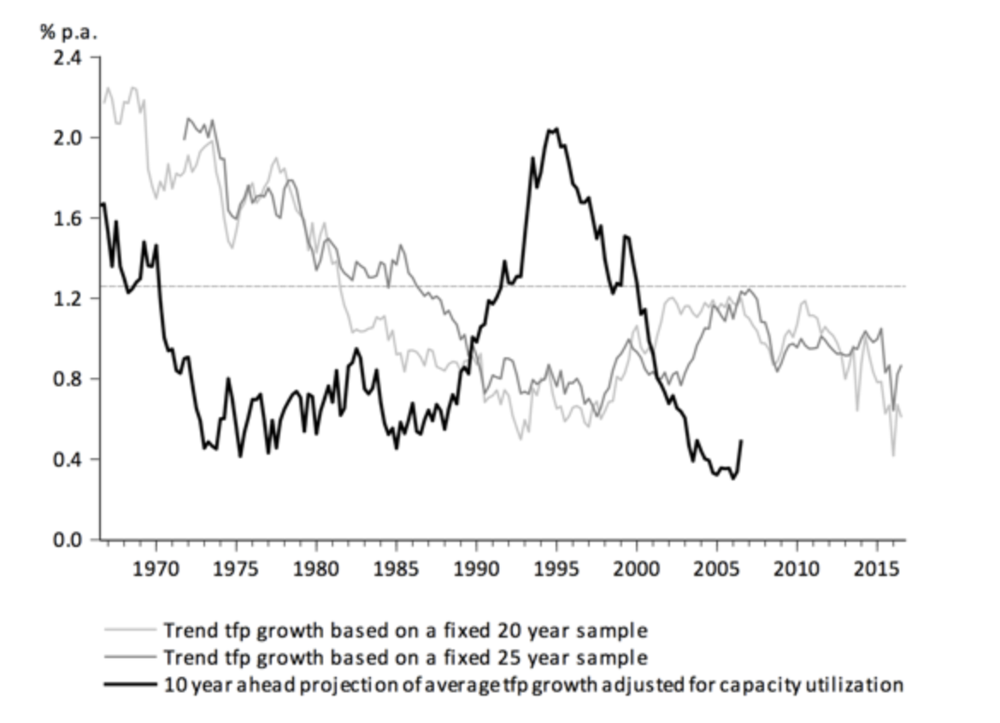 % p.a.
2.4
2.0
1.6
1.2
0.8
0.4
0.0
1970 1975 1980 1985 1990 1995 2000 2005 2010 2015
Trend tfp growth based on a fixed 20 year sample
Trend tfp growth based on a fixed 25 year sample
10 year ahead projection of average tfp growth adjusted for capacity utilization